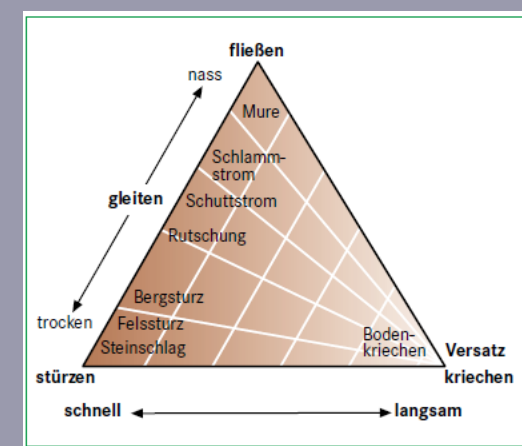 fließen
nass
Mure
Schlamm-
strom
gleiten
Schuttstrom
Rutschung
Bergsturz
trocken
Felssturz
Steinschlag
Boden-
kriechen
Versatz
stürzen
kriechen
schnell
langsam